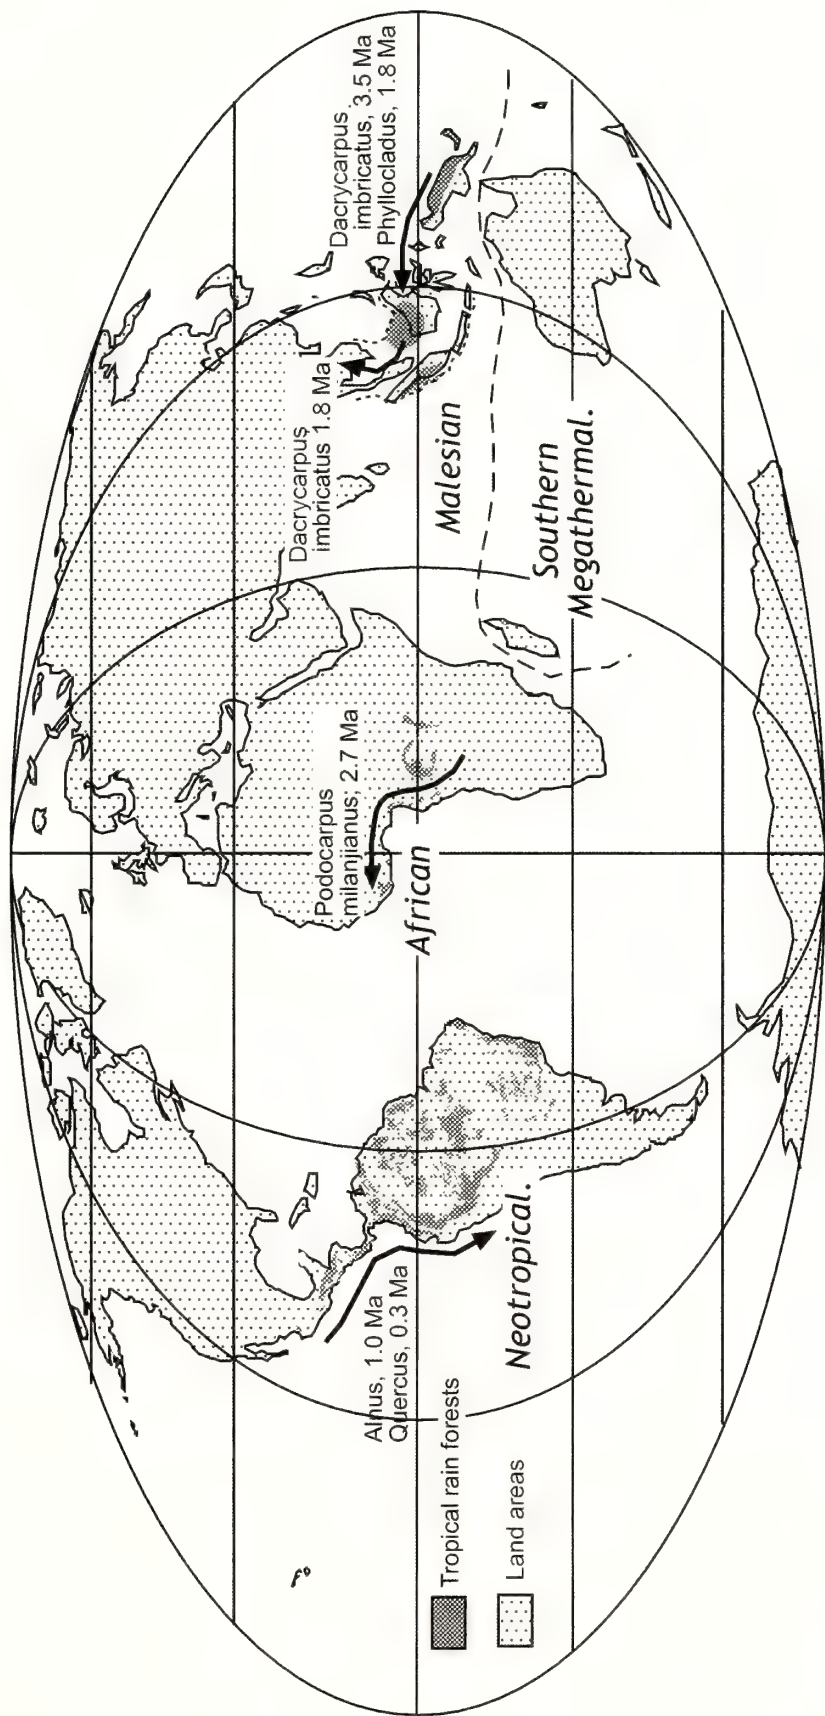 Dacrycarpus
imbricatus, 3.5 Ma
Phyllocladus, 1.8 Ma
Dacrycarpus
imbricatus 1.8 Ma
Malesian
Southern
Megathermal.
Podocarpus
milanjianus; 2.7 Ma
African
Alnus, 1.0 Ma
Quercus, 0.3 Ma
Neotropical.
Tropical rain forests
Land areas